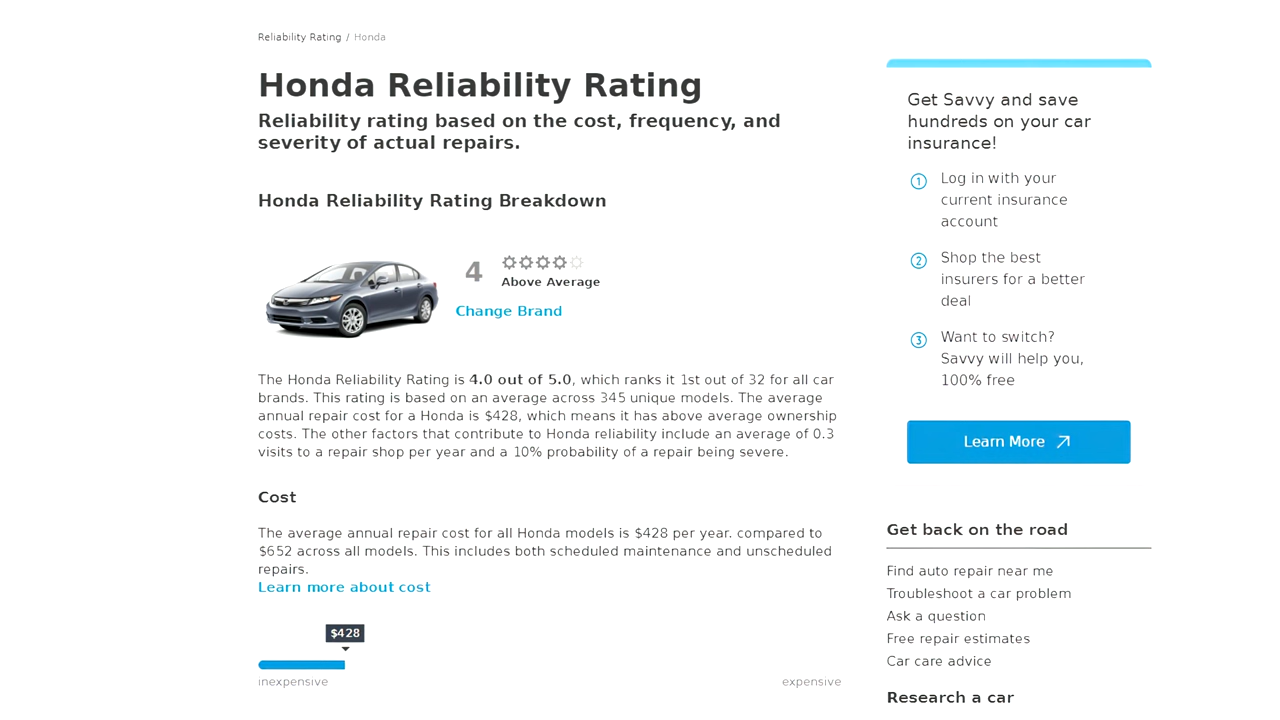 Reliability Rating / Honda
Honda Reliability Rating
Reliability rating based on the cost, frequency, and
severity of actual repairs.
Honda Reliability Rating Breakdown
4
Above Average
Change Brand
The Honda Reliability Rating is 4.0 out of 5.0, which ranks it 1st out of 32 for all car
brands. This rating is based on an average across 345 unique models. The average
annual repair cost for a Honda is $428, which means it has above average ownership
costs. The other factors that contribute to Honda reliability include an average of 0.3
visits to a repair shop per year and a 10% probability of a repair being severe.
Cost
The average annual repair cost for all Honda models is $428 per year. compared to
$652 across all models. This includes both scheduled maintenance and unscheduled
repairs.
Learn more about cost
$428
inexpensive
expensive
Get Savvy and save
hundreds on your car
insurance!
1 Log in with your
current insurance
account
2 Shop the best
insurers for a better
deal
3 Want to switch?
Savvy will help you,
100% free
Learn More
Get back on the road
Find auto repair near me
Troubleshoot a car problem
Ask a question
Free repair estimates
Car care advice
Research a car